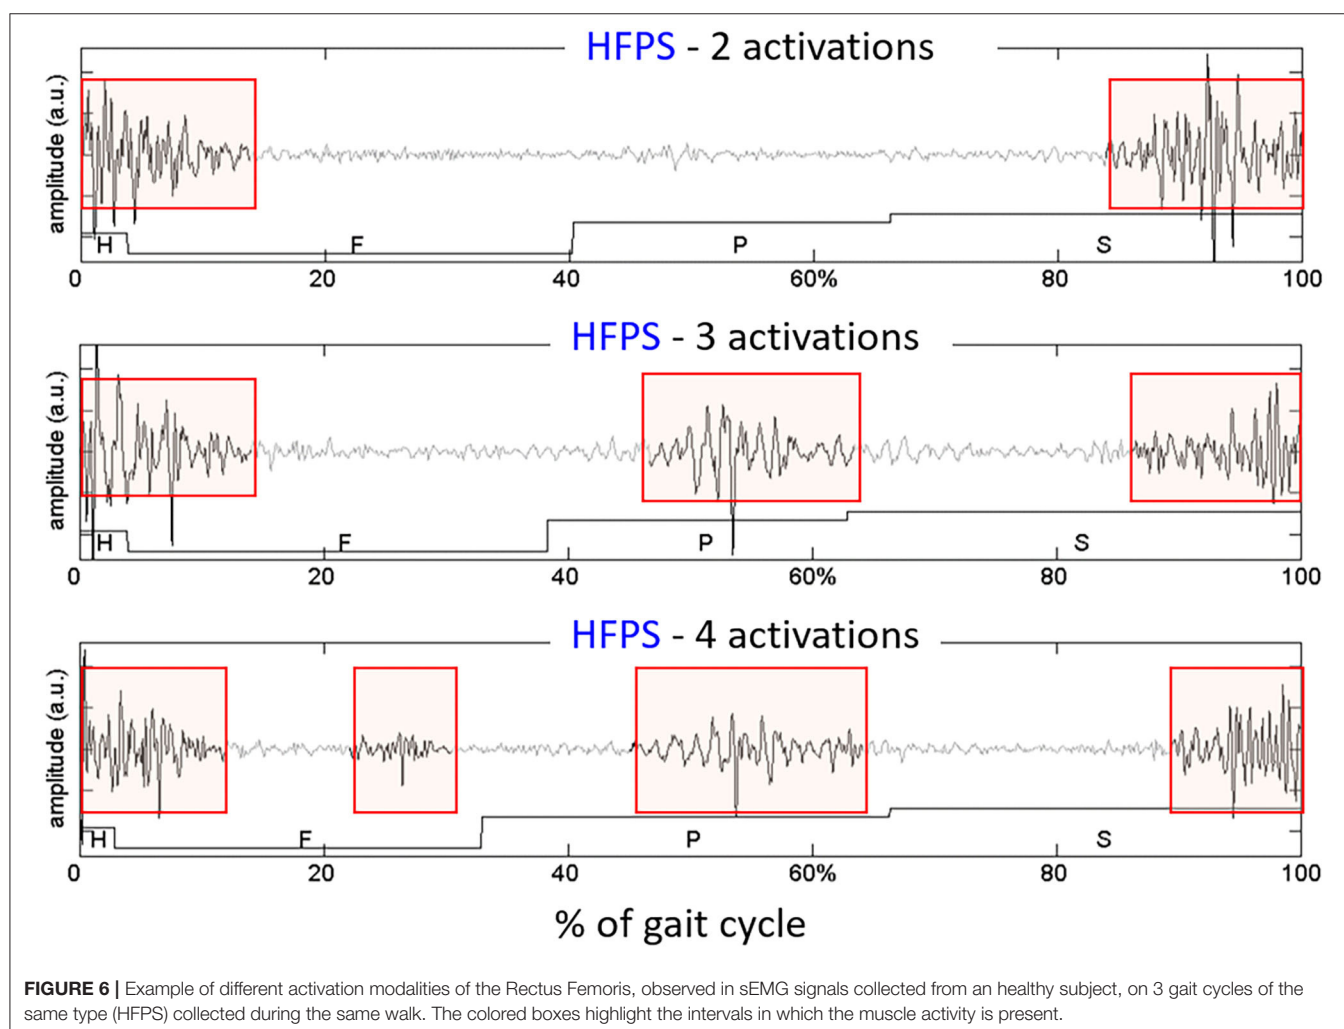 HFPS - 2 activations
amplitude (a.u.)
H F P S
0 20 40 60% 80 100
HFPS - 3 activations
amplitude (a.u.)
H F P S
0 20 40 60% 80 100
HFPS - 4 activations
amplitude (a.u.)
H F P S
0 20 40 60% 80 100
% of gait cycle
FIGURE 6 | Example of different activation modalities of the Rectus Femoris, observed in sEMG signals collected from an healthy subject, on 3 gait cycles of the
same type (HFPS) collected during the same walk. The colored boxes highlight the intervals in which the muscle activity is present.